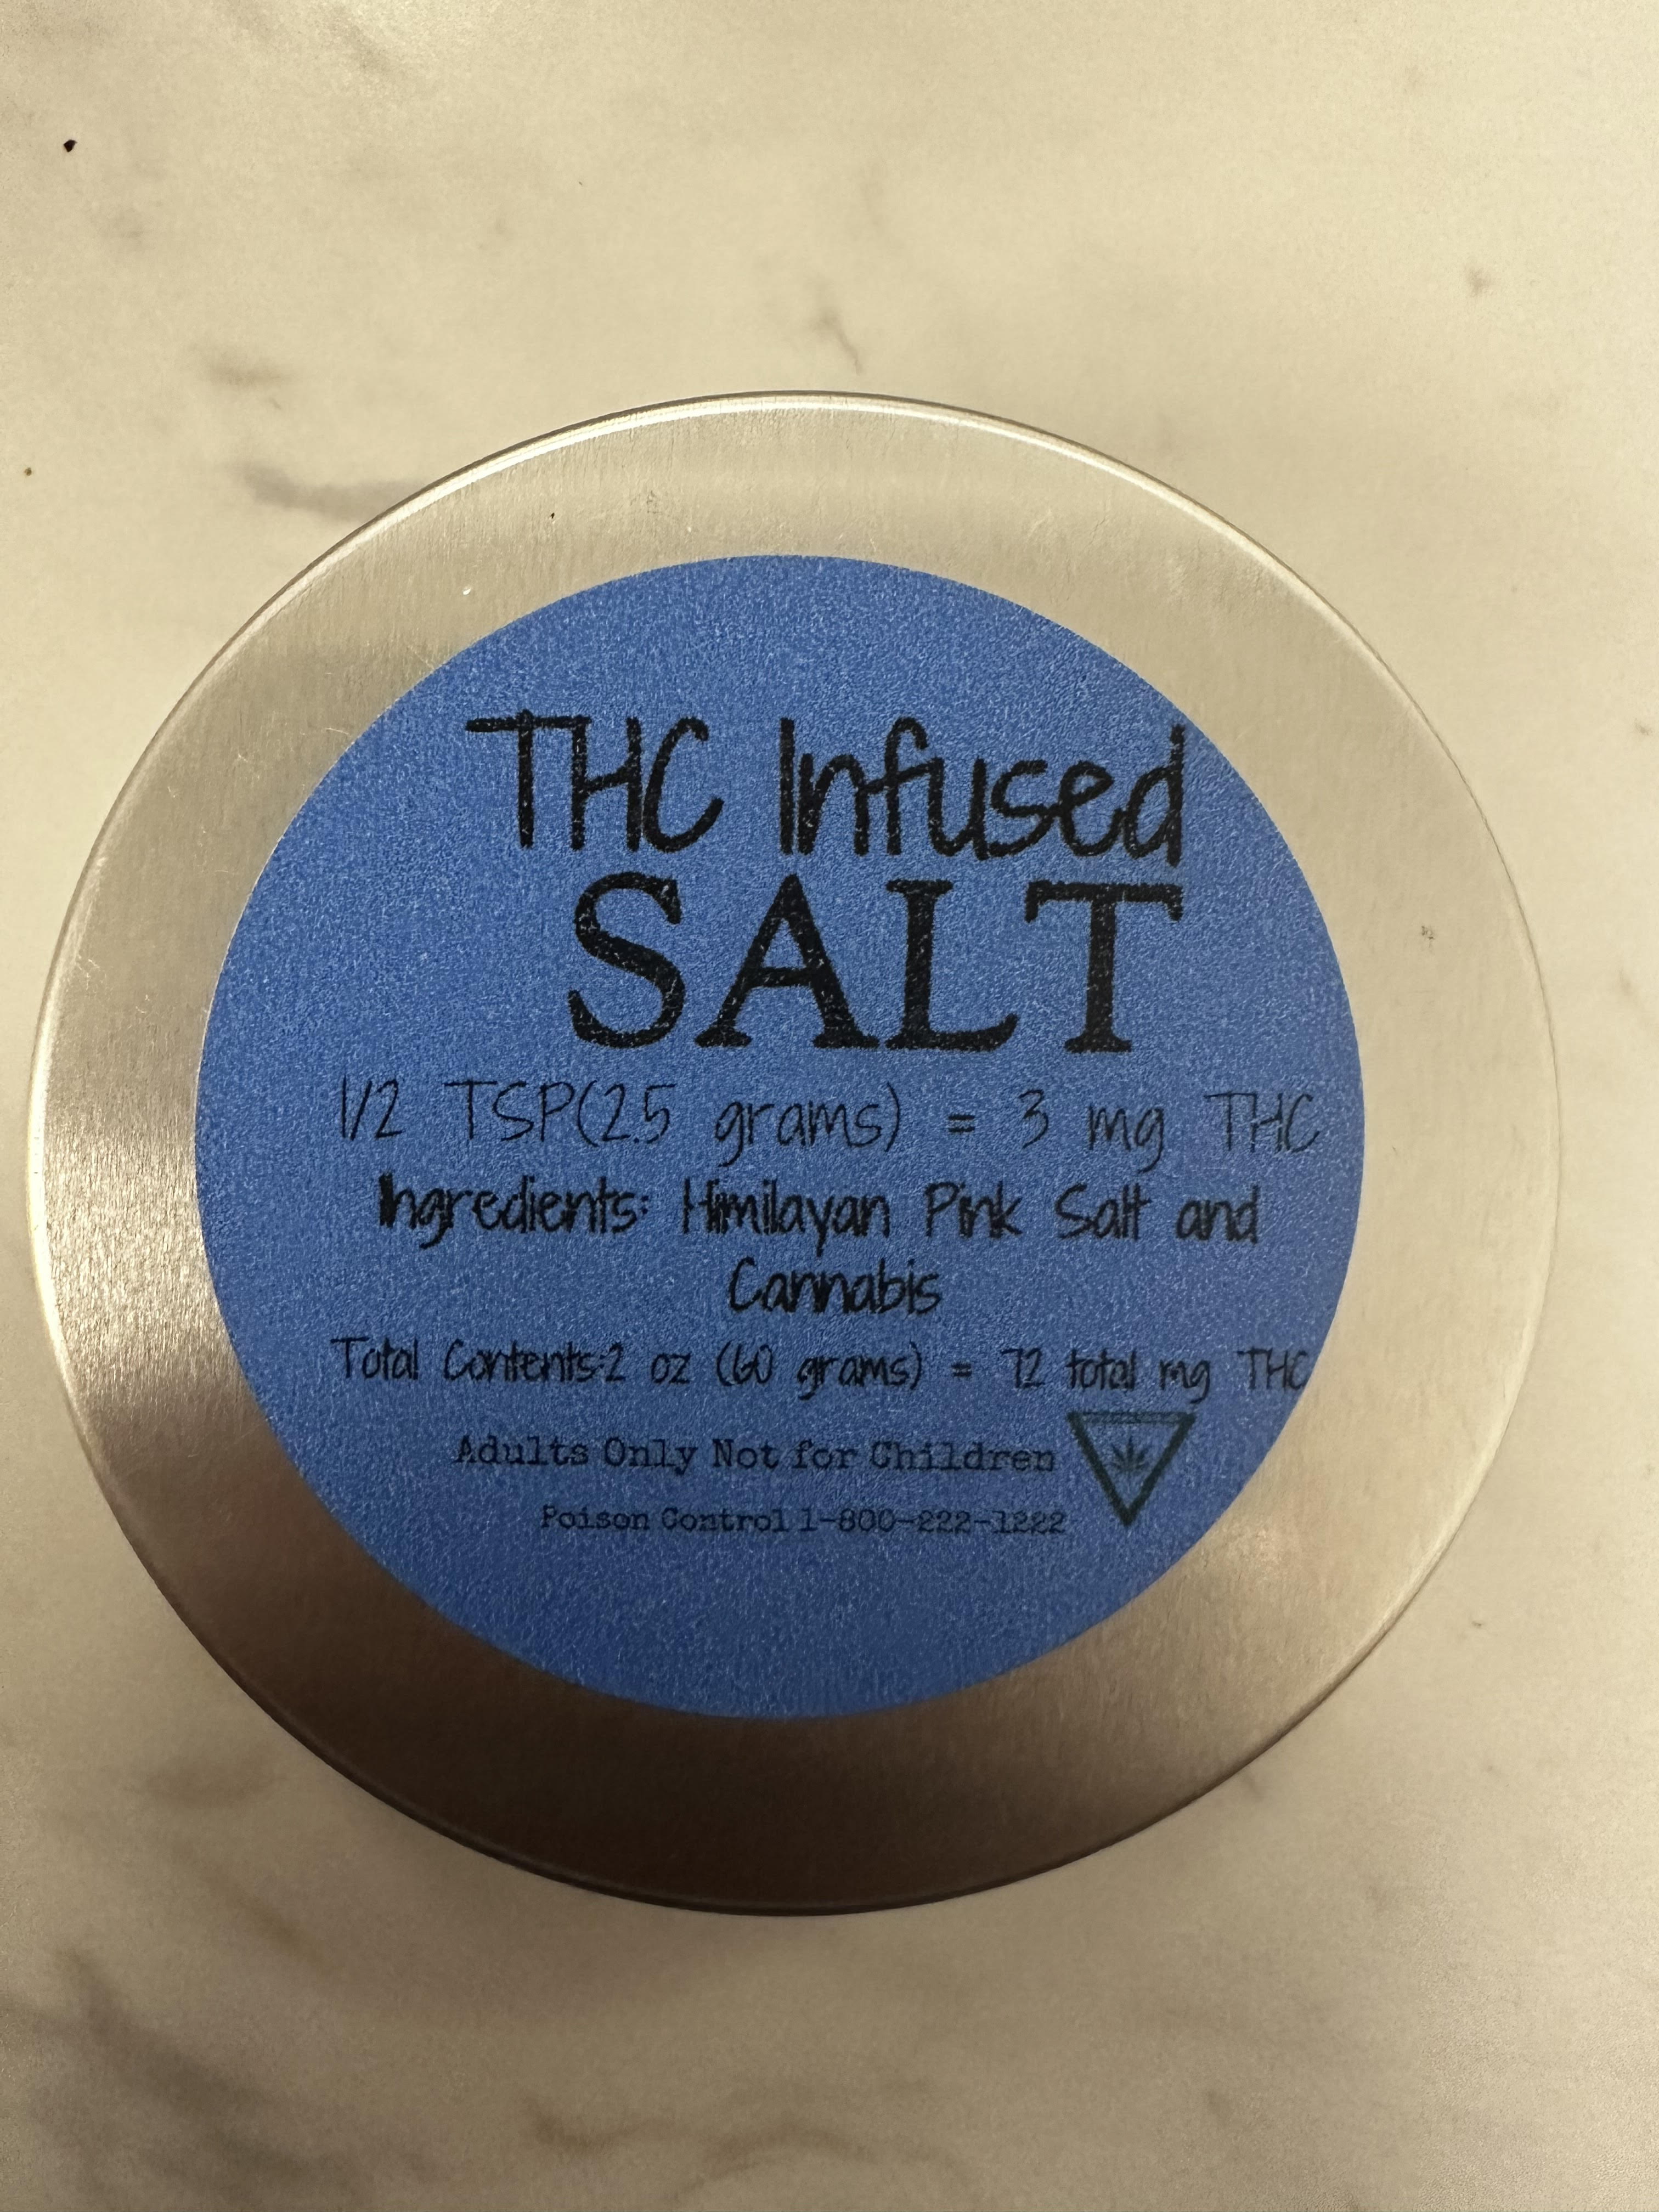 THC Infused
SALT
1/2 TSP(2.5 grams) = 3 mg THC
Ingredients: Himilayan Pink Salt and
Cannabis
Total Contents:2 oz (60 grams) = 72 total mg THC
Adults Only Not for Children
Poison Control 1-800-222-1222